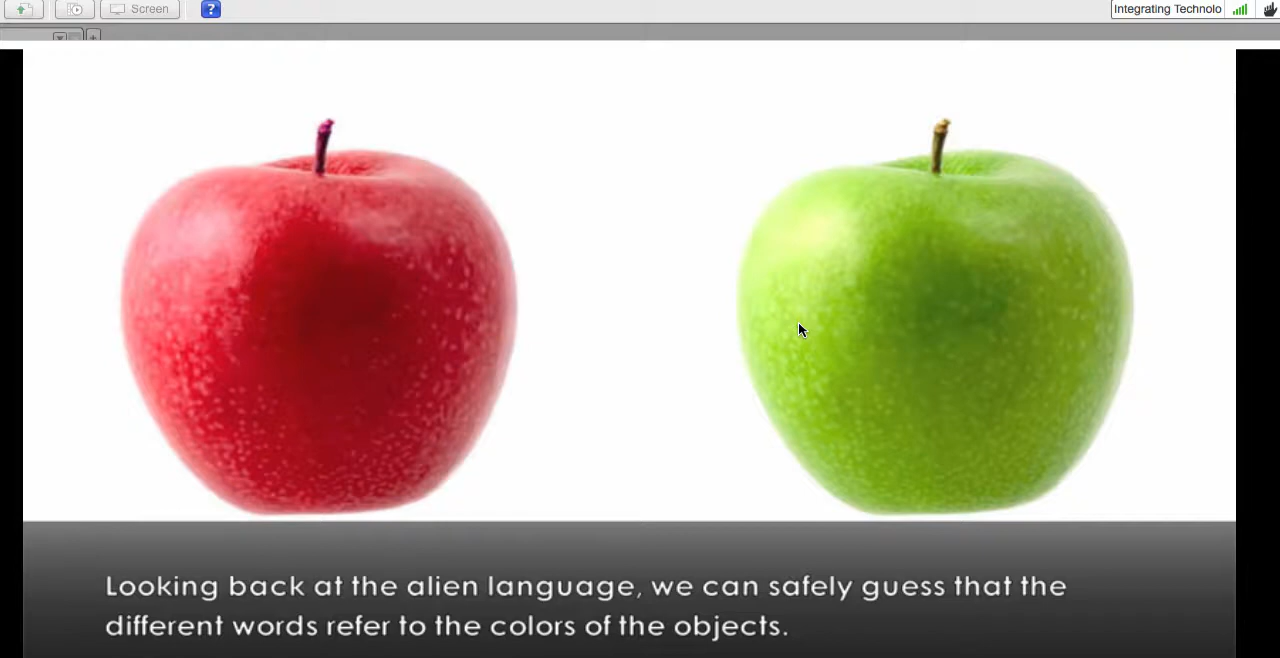 Screen
?
Integrating Technolo
+
Looking back at the alien language, we can safely guess that the
different words refer to the colors of the objects.